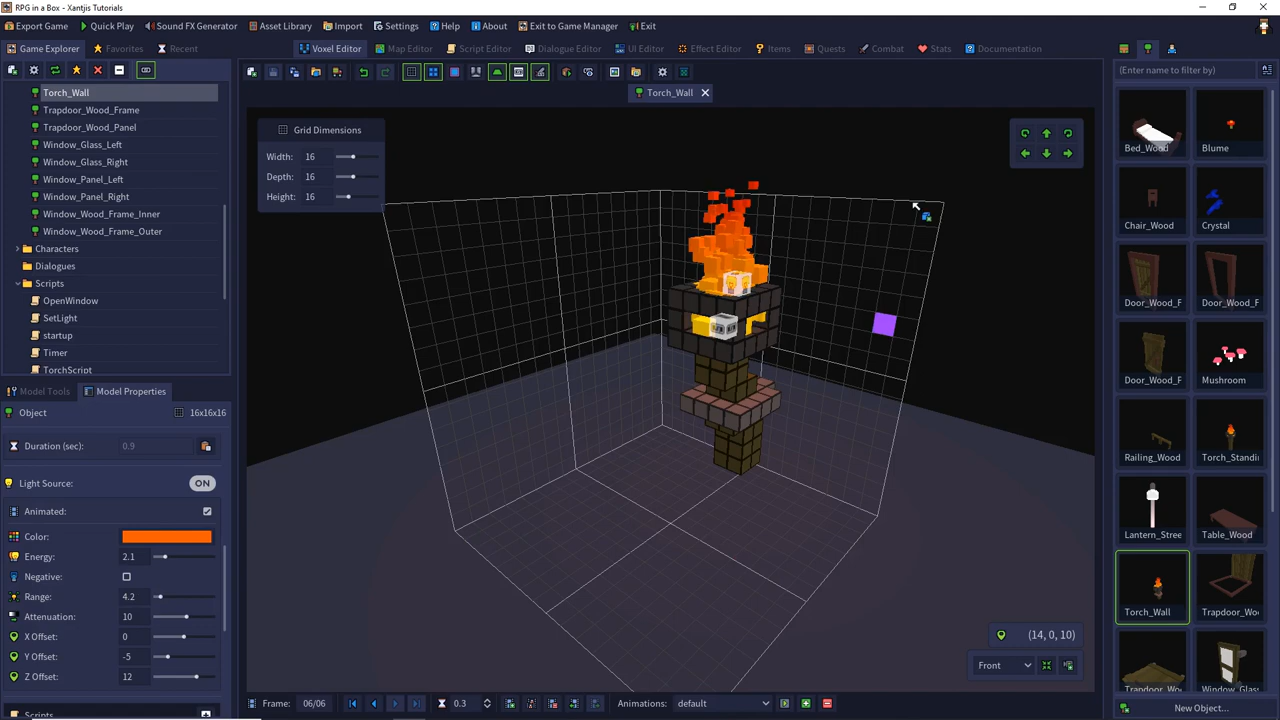 RPG in a Box - Xantjis Tutorials
Export Game Quick Play Sound FX Generator Asset Library Import Settings Help About Exit to Game Manager Exit
Game Explorer Favorites Recent Voxel Editor Map Editor Script Editor Dialogue Editor UI Editor Effect Editor Items Quests Combat Stats Documentation
(Enter name to filter by)
Torch_Wall
Trapdoor_Wood_Frame
Trapdoor_Wood_Panel
Window_Glass_Left
Window_Glass_Right
Window_Panel_Left
Window_Panel_Right
Window_Wood_Frame_Inner
Window_Wood_Frame_Outer
Characters
Dialogues
Scripts
OpenWindow
SetLight
startup
Timer
TorchScript
Model Tools Model Properties
Object 16x16x16
Duration (sec): 0.9
Light Source: ON
Animated:
Color:
Energy: 2.1
Negative:
Range: 4.2
Attenuation: 10
X Offset: 0
Y Offset: -5
Z Offset: 12
Scripts
Torch_Wall
Grid Dimensions
Width: 16
Depth: 16
Height: 16
(14, 0, 10)
Front
Frame: 06/06 0.3 Animations: default
Bed_Wood Blume
Chair_Wood Crystal
Door_Wood_F Door_Wood_F
Door_Wood_F Mushroom
Railing_Wood Torch_Standi
Lantern_Stree Table_Wood
Torch_Wall Trapdoor_Woo
Trapdoor_Wo Window_Glass
New Object...